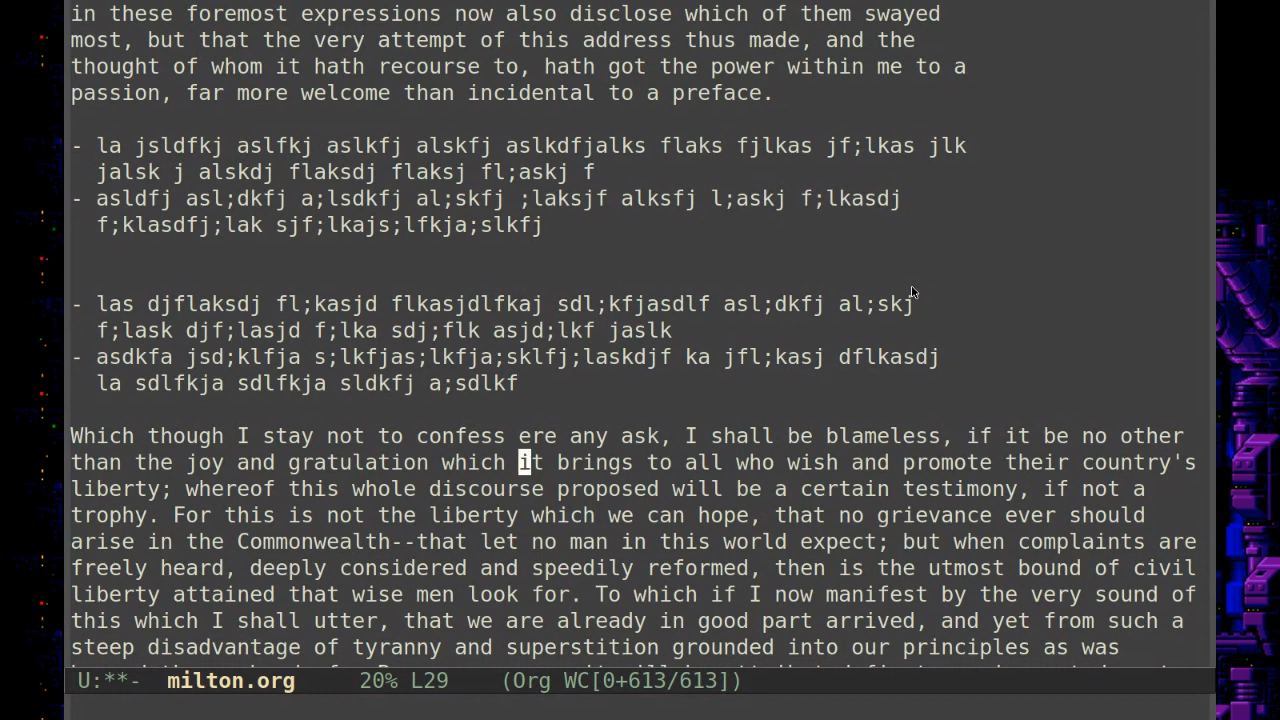 in these foremost expressions now also disclose which of them swayed
most, but that the very attempt of this address thus made, and the
thought of whom it hath recourse to, hath got the power within me to a
passion, far more welcome than incidental to a preface.
- la jsldfkj aslfkj aslkfj alskfj aslkdfjalks flaks fjlkas jf;lkas jlk
jalsk j alskdj flaksdj flaksj fl;askj f
- asldfj asl;dkfj a;lsdkfj al;skfj ;laksjf alksfj l;askj f;lkasdj
f;klasdfj;lak sjf;lkajs;lfkja;slkfj
- las djflaksdj fl;kasjd flkasjdlfkaj sdl;kfjasdlf asl;dkfj al;skj
f;lask djf;lasjd f;lka sdj;flk asjd;lkf jaslk
- asdkfa jsd;klfja s;lkfjas;lkfja;sklfj;laskdjf ka jfl;kasj dflkasdj
la sdlfkja sdlfkja sldkfj a;sdlkf
Which though I stay not to confess ere any ask, I shall be blameless, if it be no other
than the joy and gratulation which it brings to all who wish and promote their country's
liberty; whereof this whole discourse proposed will be a certain testimony, if not a
trophy. For this is not the liberty which we can hope, that no grievance ever should
arise in the Commonwealth--that let no man in this world expect; but when complaints are
freely heard, deeply considered and speedily reformed, then is the utmost bound of civil
liberty attained that wise men look for. To which if I now manifest by the very sound of
this which I shall utter, that we are already in good part arrived, and yet from such a
steep disadvantage of tyranny and superstition grounded into our principles as was
U:**- milton.org 20% L29 (Org WC[0+613/613])